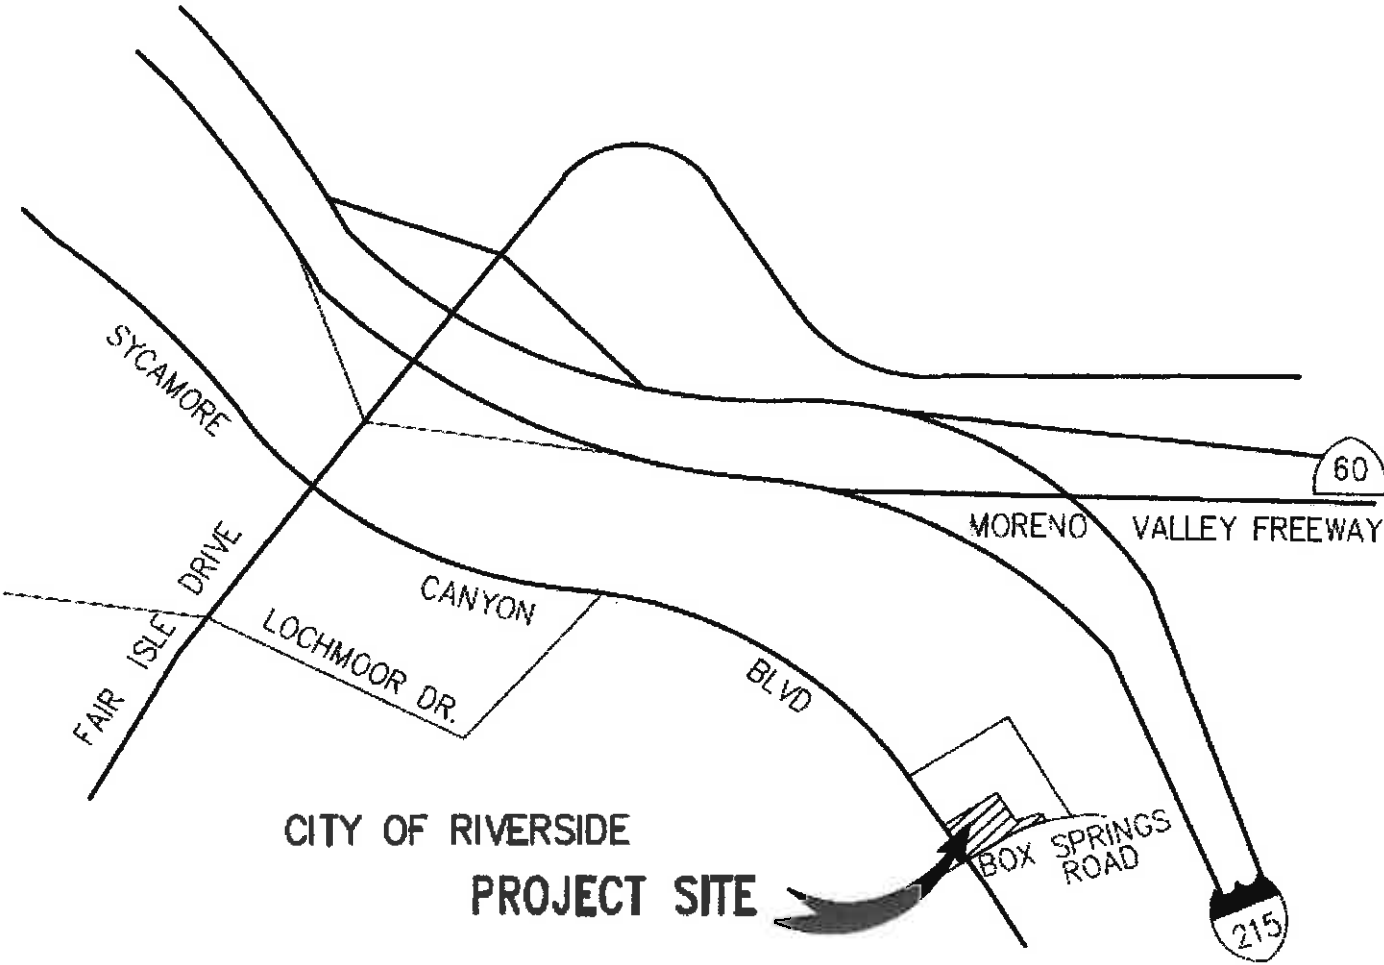 SYCAMORE
60
MORENO VALLEY FREEWAY
FAIR ISLE DRIVE
CANYON
LOCHMOOR DR.
BLVD
CITY OF RIVERSIDE
PROJECT SITE
BOX SPRINGS
ROAD
215